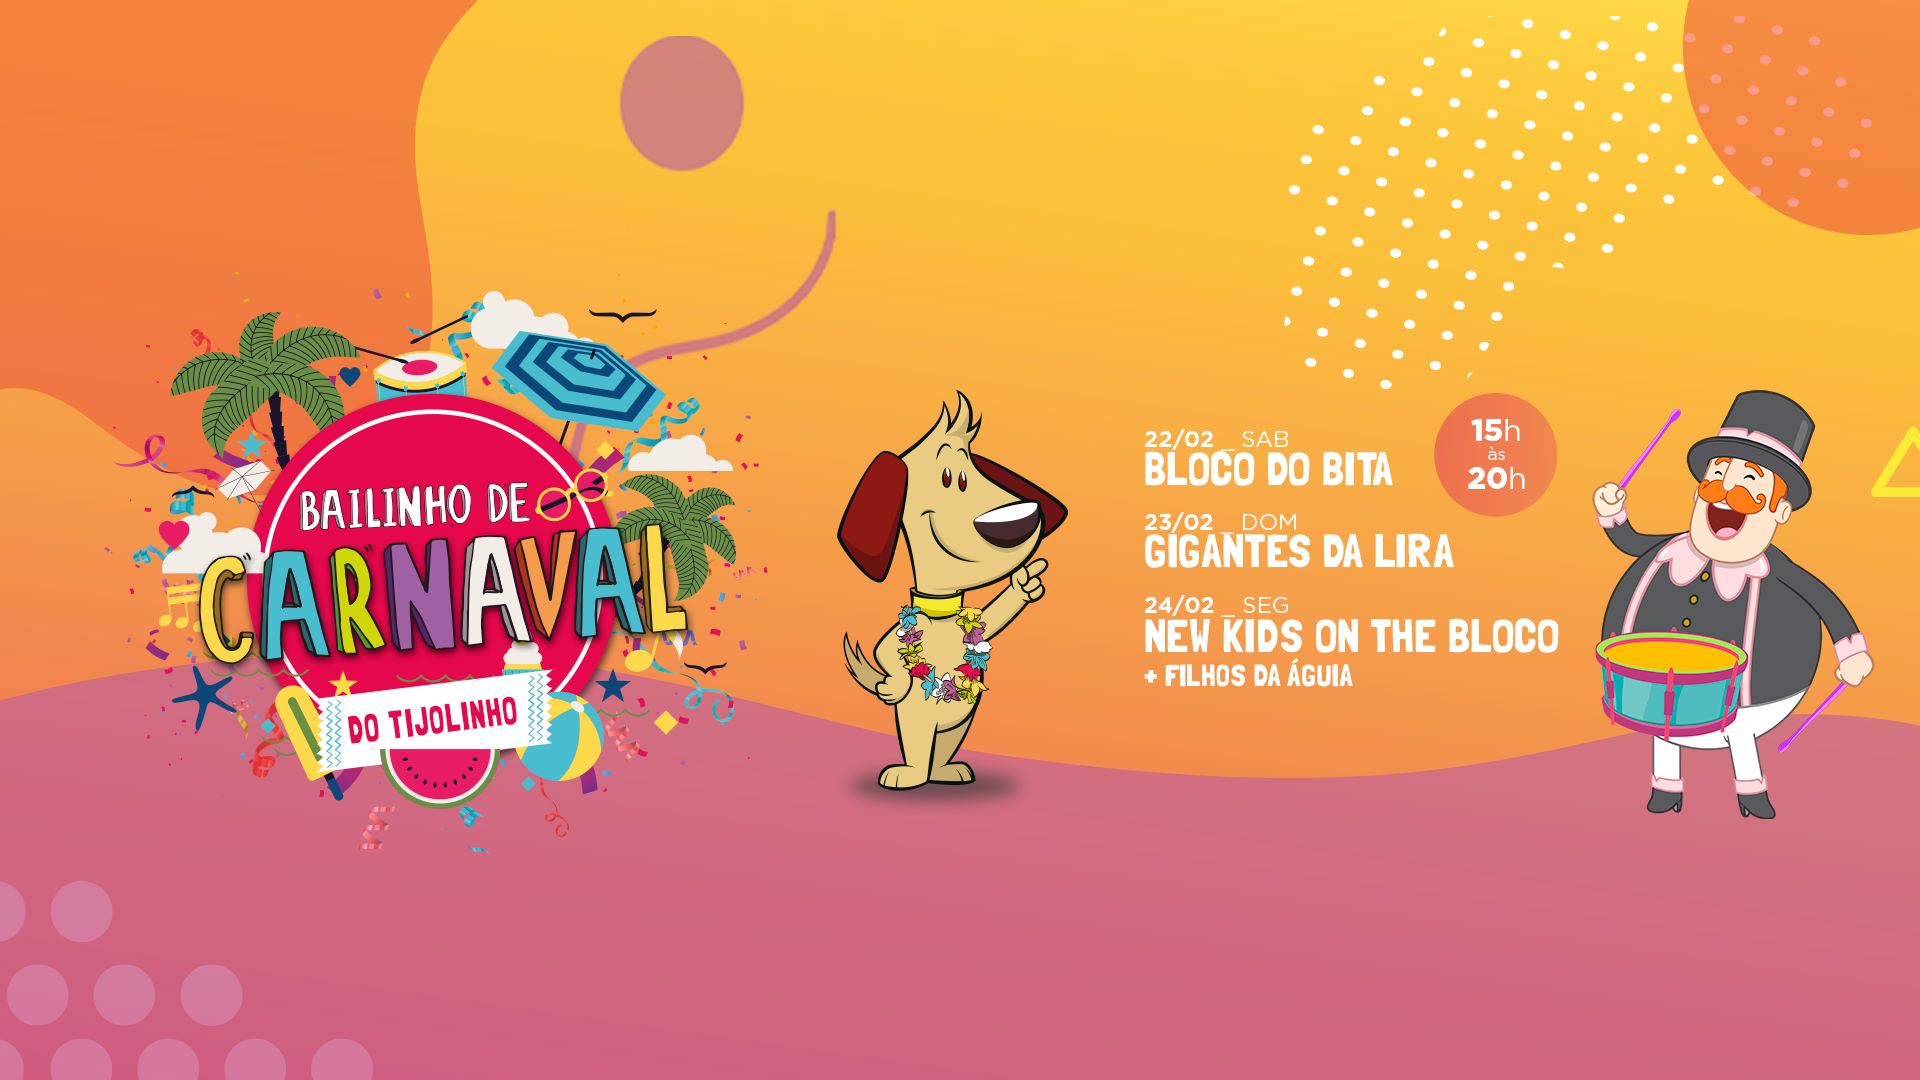 BAILINHO DE
CARNAVAL
DO TIJOLINHO
22/02 _ SAB
BLOCO DO BITA
23/02 _ DOM
GIGANTES DA LIRA
24/02 _ SEG
NEW KIDS ON THE BLOCO
+ FILHOS DA ÁGUIA
15h
às
20h